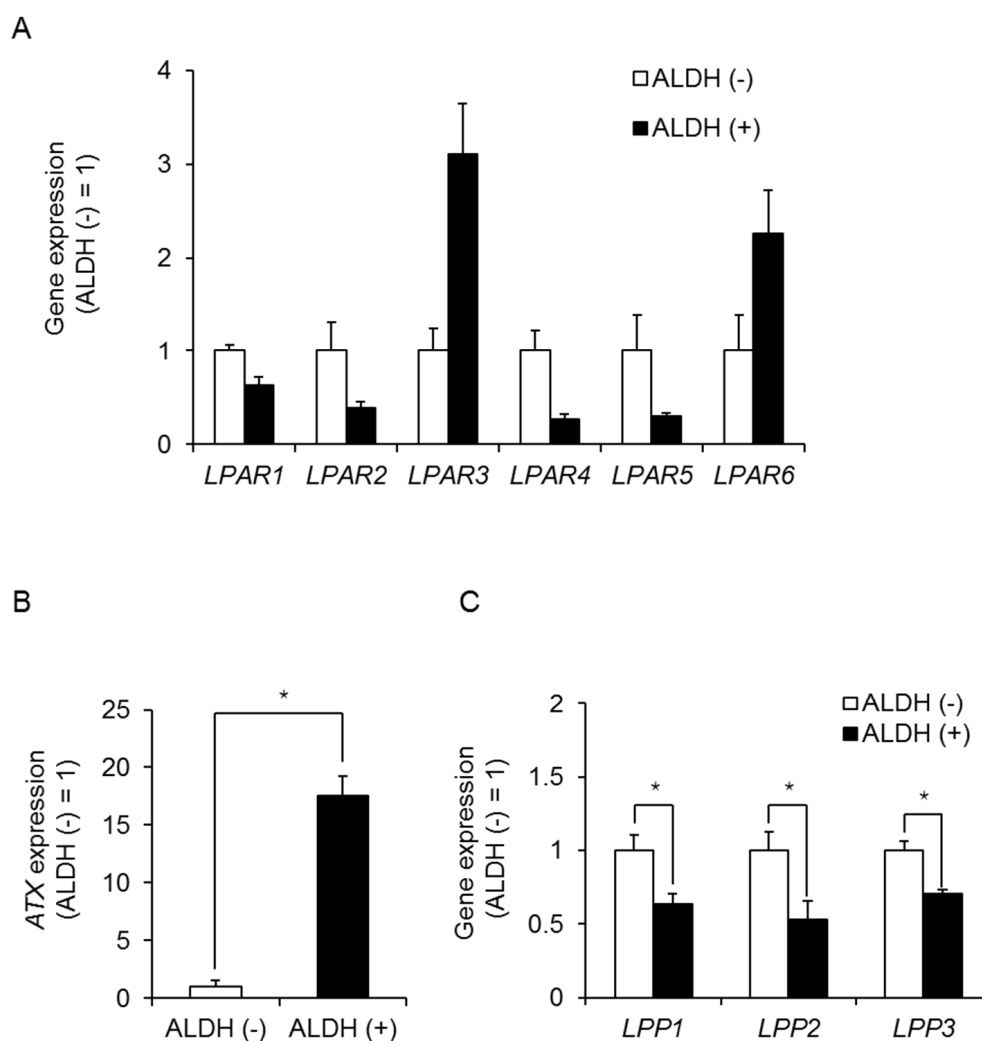 A
Gene expression
(ALDH (-) = 1)
4
3
2
1
0
ALDH (-)
ALDH (+)
LPAR1 LPAR2 LPAR3 LPAR4 LPAR5 LPAR6
B
ATX expression
(ALDH (-) = 1)
25
20
15
10
5
0
*
ALDH (-) ALDH (+)
C
Gene expression
(ALDH (-) = 1)
2
1.5
1
0.5
0
ALDH (-)
ALDH (+)
* * *
LPP1 LPP2 LPP3